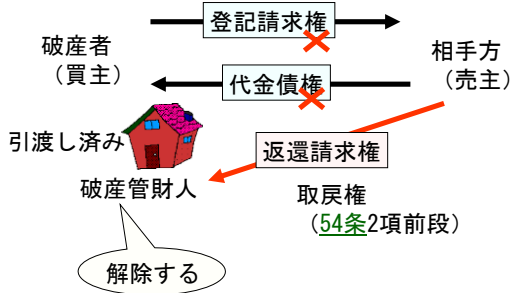 登記請求権
破産者
（買主）
相手方
（売主）
代金債権
引渡し済み
返還請求権
破産管財人
取戻権
（54条2項前段）
解除する